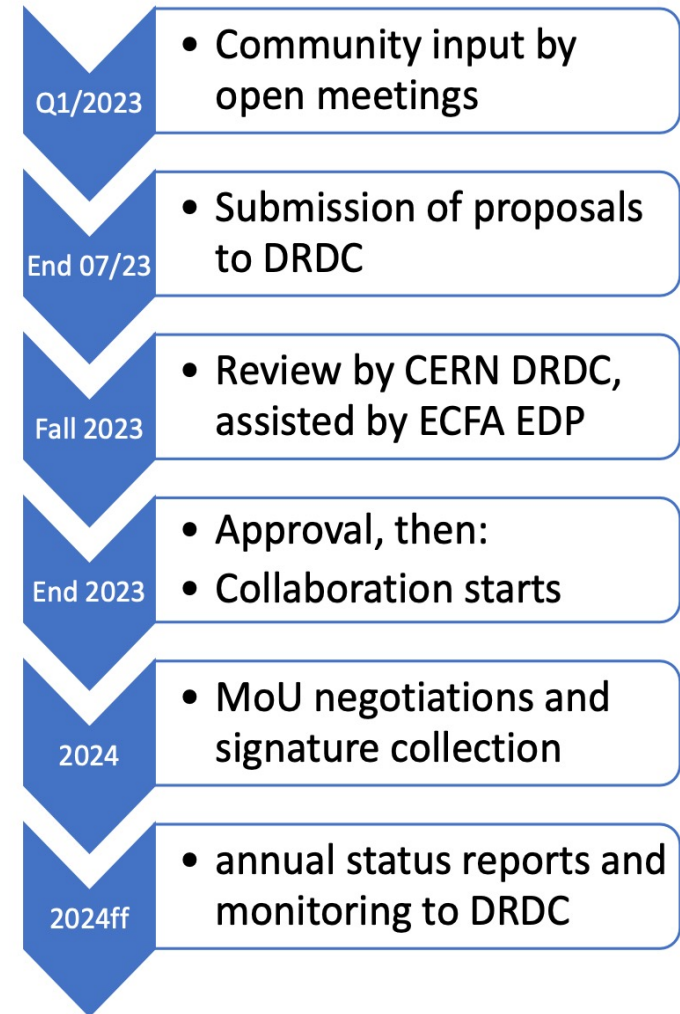 Q1/2023
• Community input by
open meetings
End 07/23
• Submission of proposals
to DRDC
Fall 2023
• Review by CERN DRDC,
assisted by ECFA EDP
End 2023
• Approval, then:
• Collaboration starts
2024
• MoU negotiations and
signature collection
2024ff
• annual status reports and
monitoring to DRDC